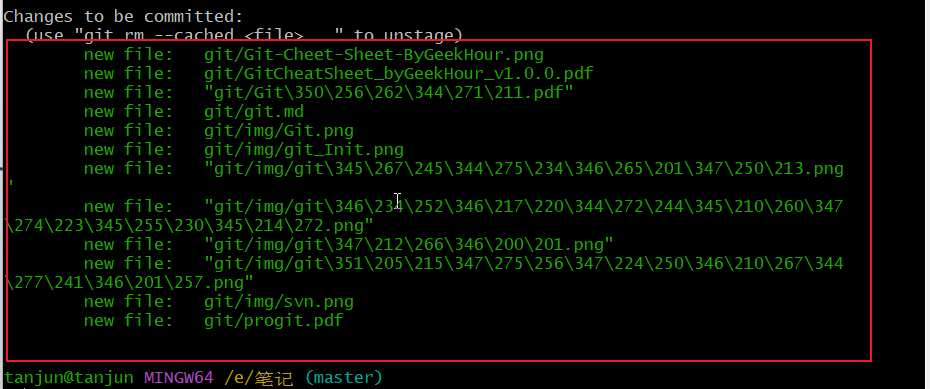 Changes to be committed:
  (use "git rm --cached <file>..." to unstage)
        new file:   git/Git-Cheet-Sheet-ByGeekHour.png
        new file:   git/GitCheatSheet_byGeekHour_v1.0.0.pdf
        new file:   "git/Git\350\256\262\344\271\211.pdf"
        new file:   git/git.md
        new file:   git/img/Git.png
        new file:   git/img/git_Init.png
        new file:   "git/img/git\345\267\245\344\275\234\346\265\201\347\250\213.png
"
        new file:   "git/img/git\346\234\252\346\217\220\344\272\244\345\210\260\347
\274\223\345\255\230\345\214\272.png"
        new file:   "git/img/git\347\212\266\346\200\201.png"
        new file:   "git/img/git\351\205\215\347\275\256\347\224\250\346\210\267\344
\277\241\346\201\257.png"
        new file:   git/img/svn.png
        new file:   git/progit.pdf
tanjun@tanjun MINGW64 /e/笔记 (master)